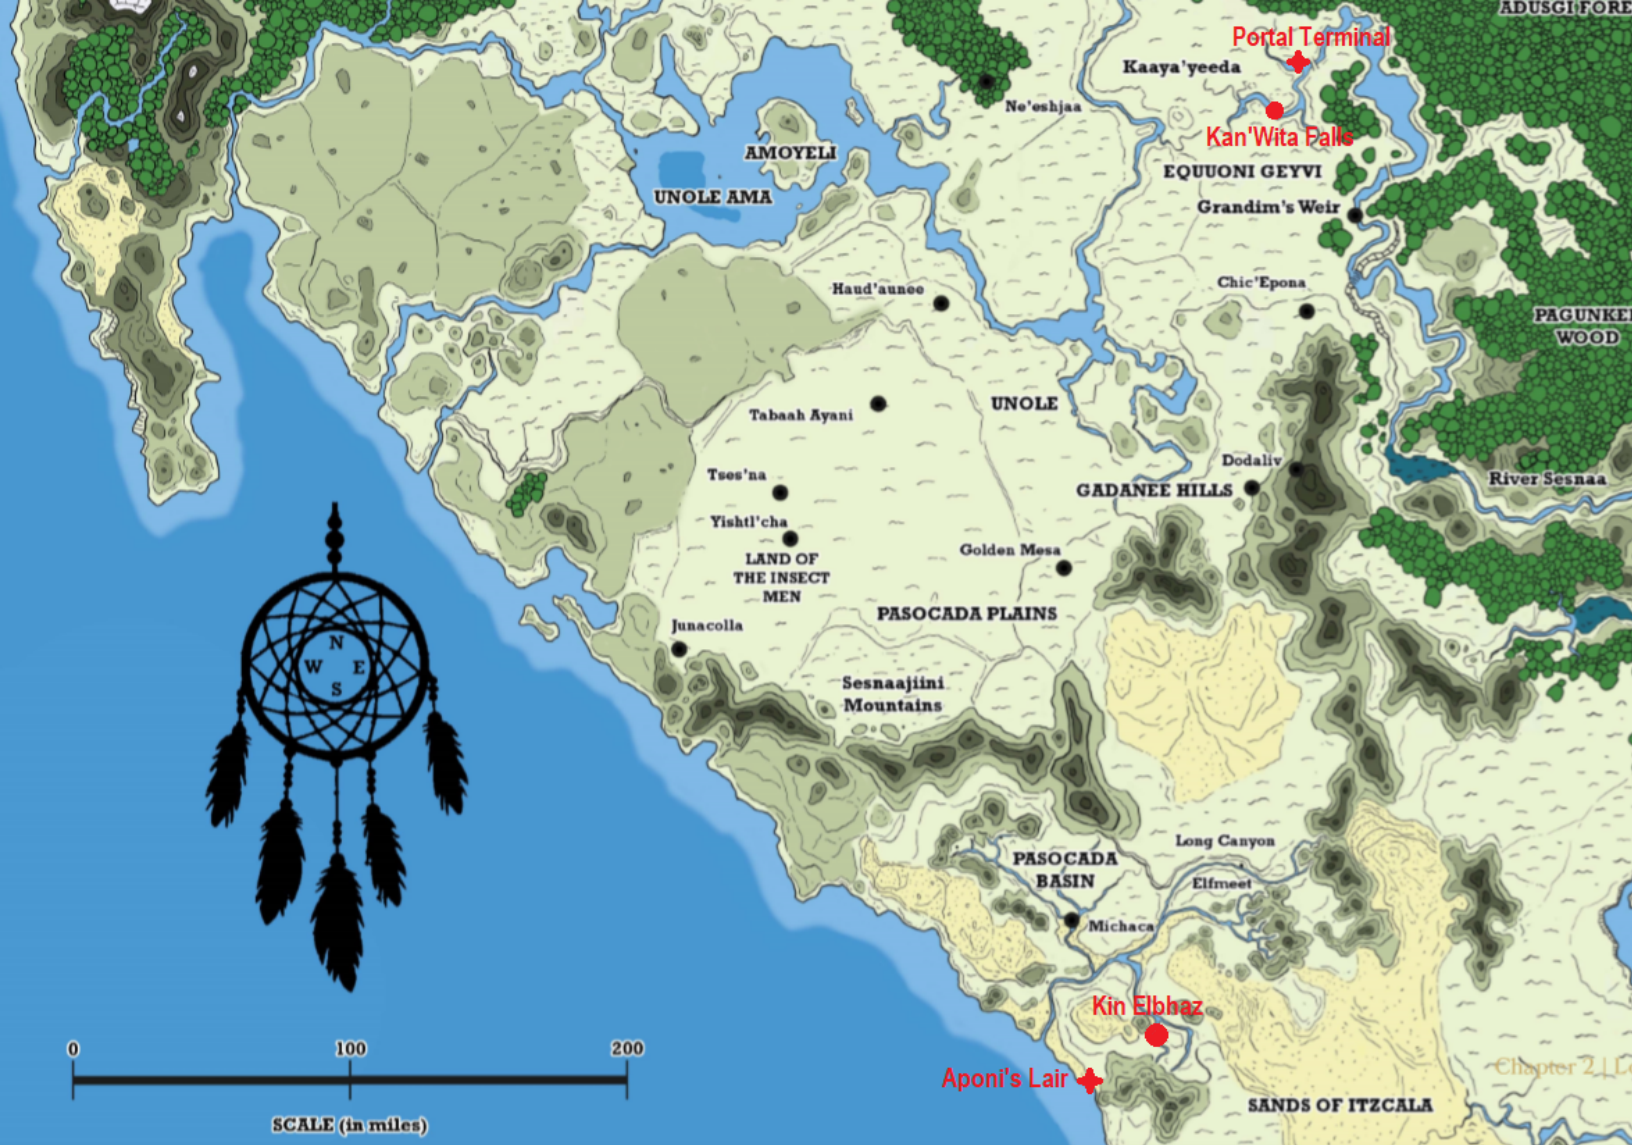 ADUSGI FORE
Portal Terminal
Kaaya'yeeda
Ne'eshjaa
Kan'Wita Falls
AMOYELI
EQUUONI GEYVI
UNOLE AMA
Grandim's Weir
Chic'Epona
Haud'aunee
PAGUNKE
WOOD
UNOLE
Tabaah Ayani
Dodaliv
Tses'na
River Sesnaa
GADANEE HILLS
Yishtl'cha
Golden Mesa
LAND OF
THE INSECT
MEN
PASOCADA PLAINS
Junacolla
N
W E
S
Sesnaajiini
Mountains
Long Canyon
PASOCADA
BASIN
Elfmeet
Michaca
Kin Elbhaz
0 100 200
Chapter 2 | L
Aponi's Lair
SANDS OF ITZCALA
SCALE (in miles)